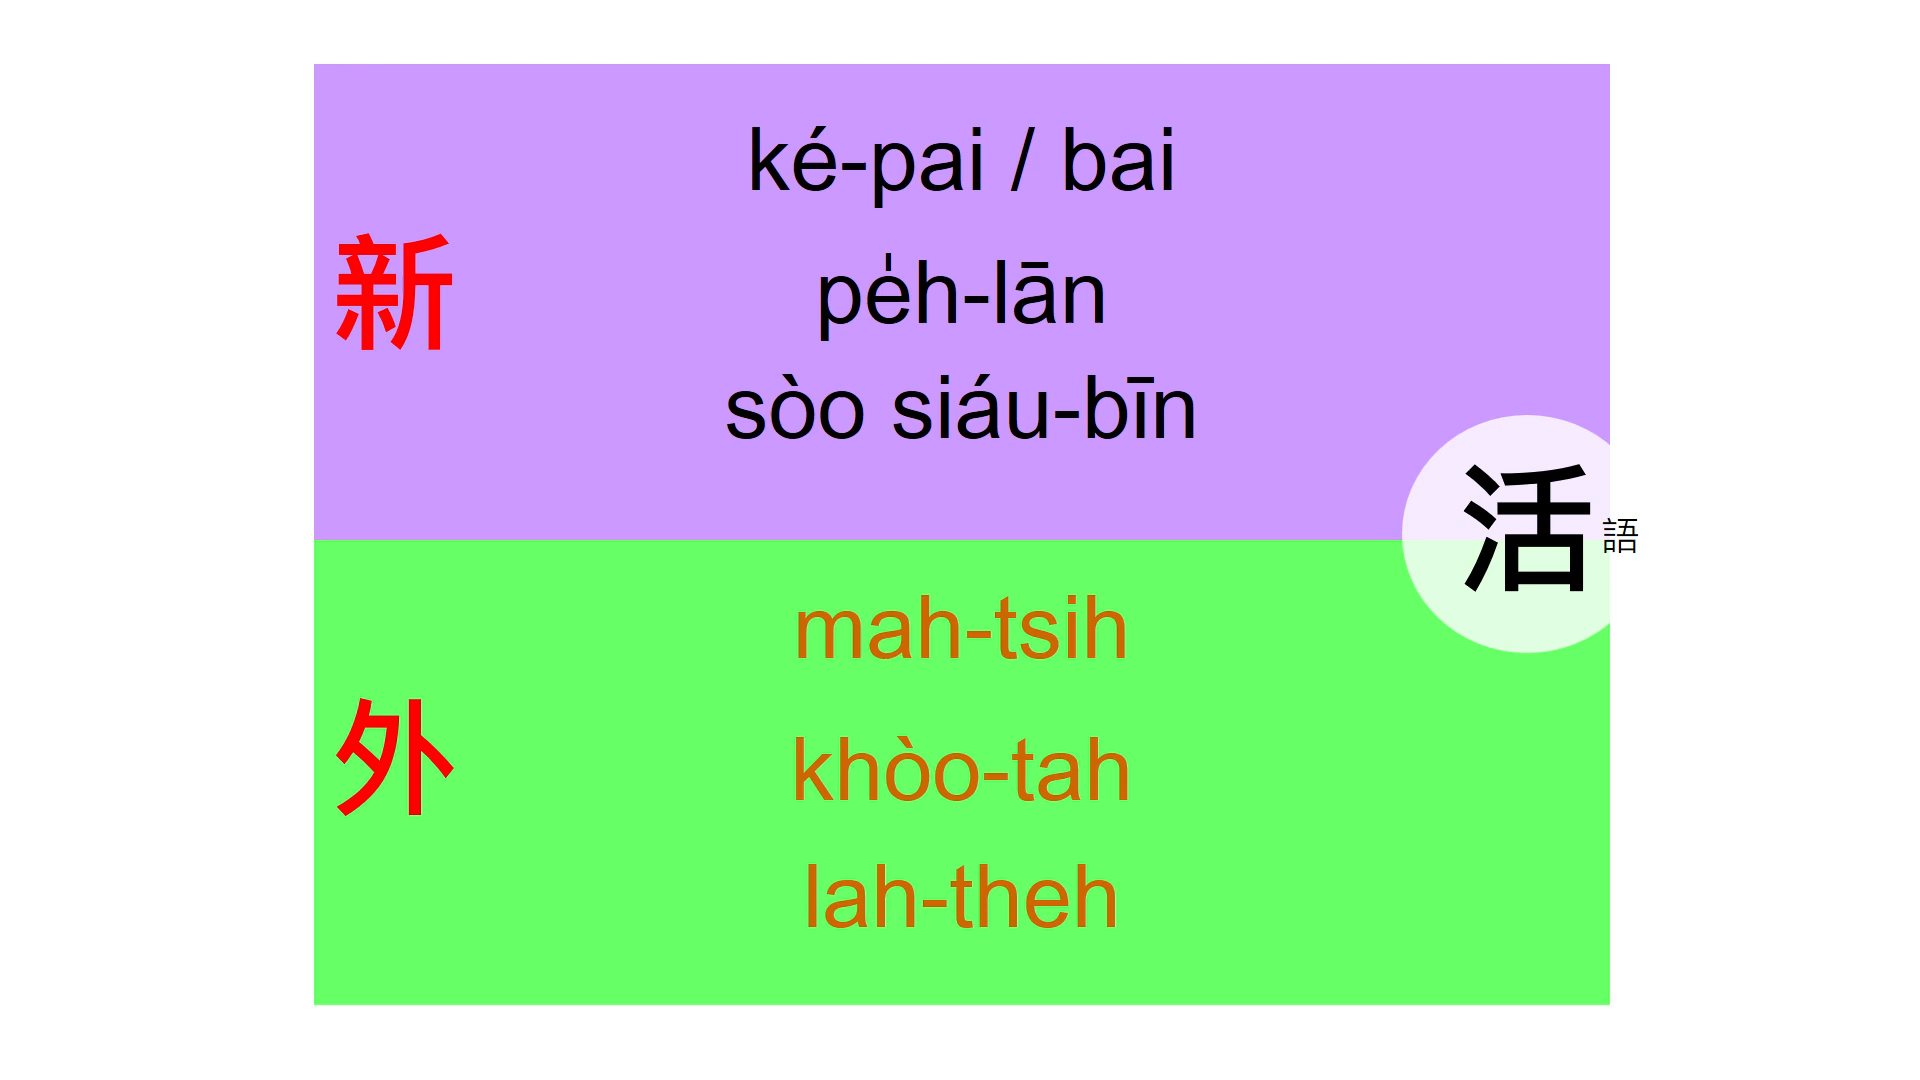 ké-pai / bai
新
pe̍h-lān
sòo siáu-bīn
活
語
mah-tsih
外
khòo-tah
lah-theh